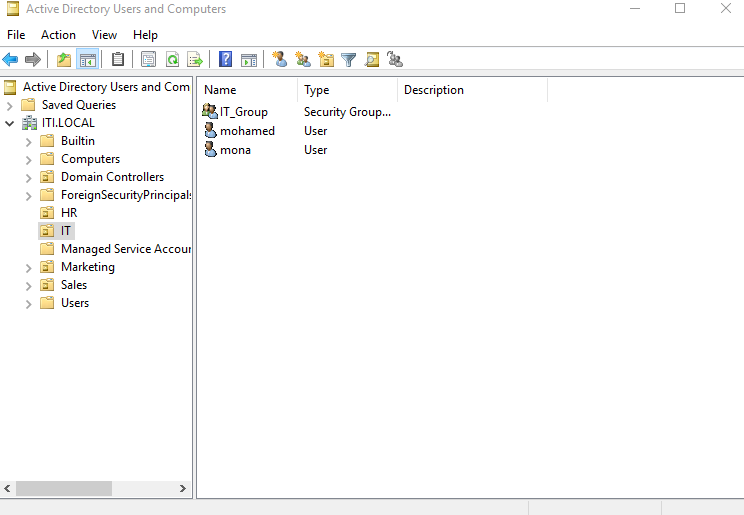 Active Directory Users and Computers
File Action View Help
Active Directory Users and Com
Saved Queries
ITI.LOCAL
Builtin
Computers
Domain Controllers
ForeignSecurityPrincipals
HR
IT
Managed Service Accour
Marketing
Sales
Users
Name Type Description
IT_Group Security Group...
mohamed User
mona User